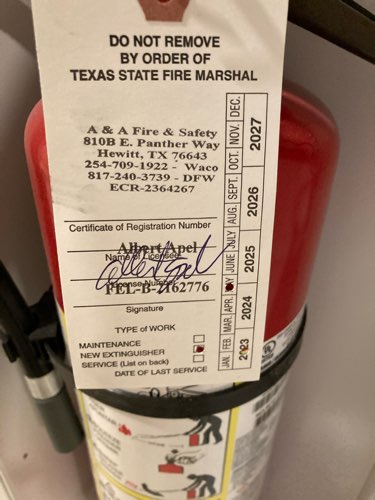 DO NOT REMOVE
BY ORDER OF
TEXAS STATE FIRE MARSHAL
A & A Fire & Safety
810B E. Panther Way
Hewitt, TX 76643
254-709-1922 - Waco
817-240-3739 - DFW
ECR-2364267
Certificate of Registration Number
Albert Apel
Name of Licensee
License Number
FEL-B-2162776
Signature
TYPE OF WORK
MAINTENANCE
NEW EXTINGUISHER
SERVICE (List on back)
DATE OF LAST SERVICE
JAN. FEB. MAR. APR. JUNE JULY AUG. SEPT. OCT. NOV. DEC.
2023 2024 2025 2026 2027